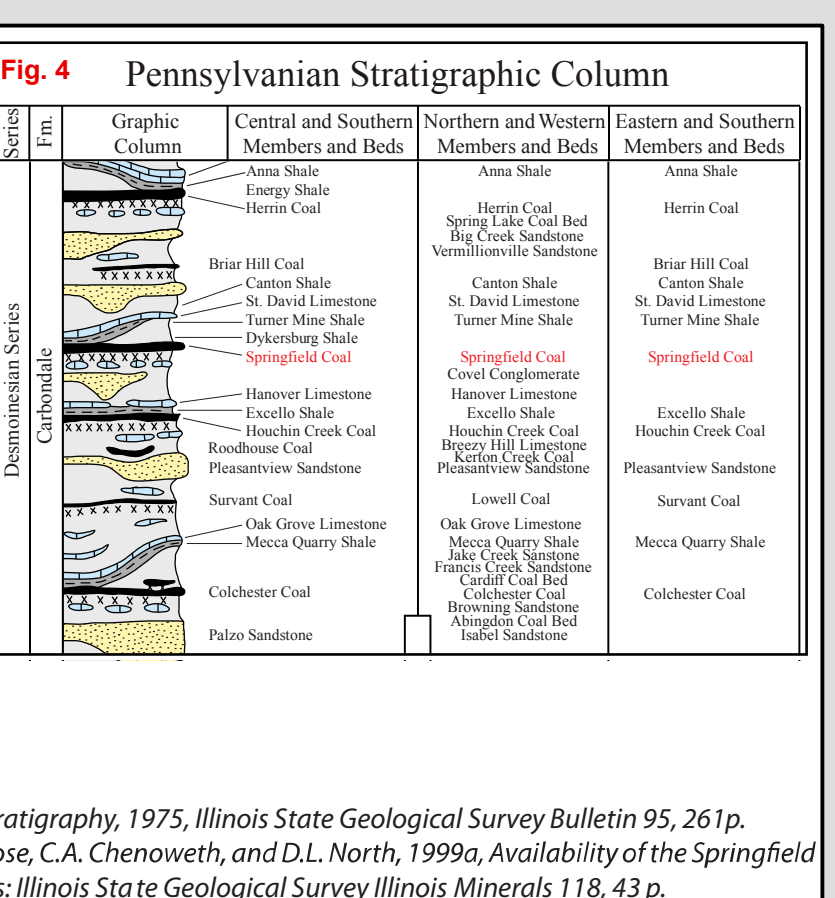 Fig. 4
Pennsylvanian Stratigraphic Column
Series
Fm.
Graphic
Column
Central and Southern
Members and Beds
Northern and Western
Members and Beds
Eastern and Southern
Members and Beds
Desmoinesian Series
Carbondale
Anna Shale
Energy Shale
Herrin Coal
Briar Hill Coal
Canton Shale
St. David Limestone
Turner Mine Shale
Dykersburg Shale
Springfield Coal
Hanover Limestone
Excello Shale
Houchin Creek Coal
Roodhouse Coal
Pleasantview Sandstone
Survant Coal
Oak Grove Limestone
Mecca Quarry Shale
Colchester Coal
Palzo Sandstone
Anna Shale
Herrin Coal
Spring Lake Coal Bed
Big Creek Sandstone
Vermillionville Sandstone
Canton Shale
St. David Limestone
Turner Mine Shale
Springfield Coal
Covel Conglomerate
Hanover Limestone
Excello Shale
Houchin Creek Coal
Breezy Hill Limestone
Kerton Creek Coal
Pleasantview Sandstone
Lowell Coal
Oak Grove Limestone
Mecca Quarry Shale
Jake Creek Sanstone
Francis Creek Sandstone
Cardiff Coal Bed
Colchester Coal
Browning Sandstone
Abingdon Coal Bed
Isabel Sandstone
Anna Shale
Herrin Coal
Briar Hill Coal
Canton Shale
St. David Limestone
Turner Mine Shale
Springfield Coal
Excello Shale
Houchin Creek Coal
Pleasantview Sandstone
Survant Coal
Mecca Quarry Shale
Colchester Coal
ratigraphy, 1975, Illinois State Geological Survey Bulletin 95, 261p.
ose, C.A. Chenoweth, and D.L. North, 1999a, Availability of the Springfield
s: Illinois State Geological Survey Illinois Minerals 118, 43 p.